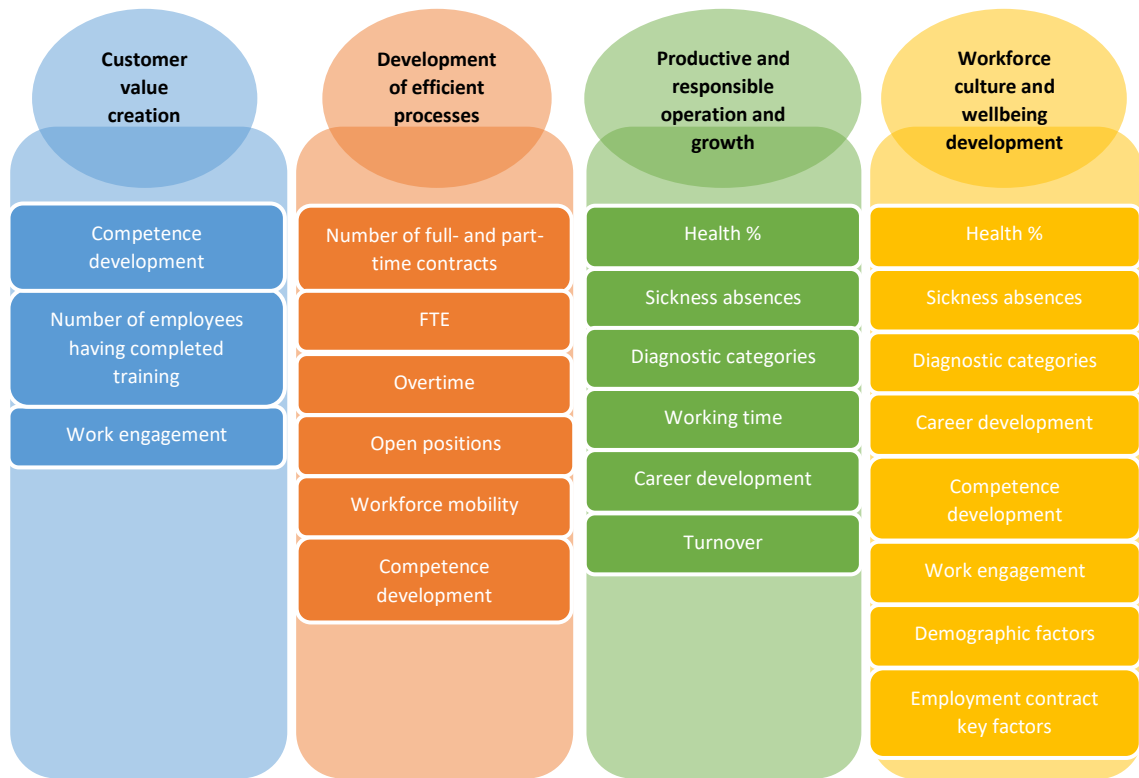 Customer
value
creation
Competence
development
Number of employees
having completed
training
Work engagement
Development
of efficient
processes
Number of full- and part-
time contracts
FTE
Overtime
Open positions
Workforce mobility
Competence
development
Productive and
responsible
operation and
growth
Health %
Sickness absences
Diagnostic categories
Working time
Career development
Turnover
Workforce
culture and
wellbeing
development
Health %
Sickness absences
Diagnostic categories
Career development
Competence
development
Work engagement
Demographic factors
Employment contract
key factors